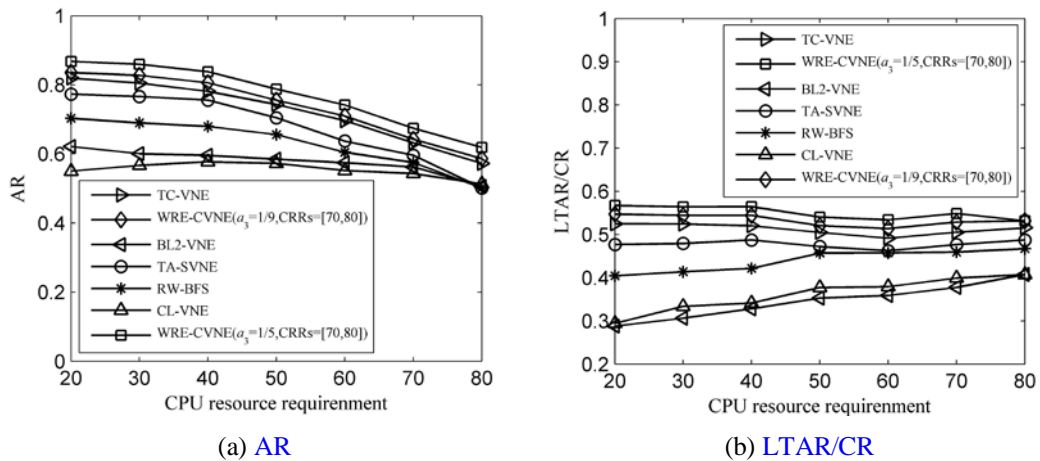 1
0.8
0.6
0.4
0.2
0
AR
TC-VNE
WRE-CVNE(a3=1/9,CRRs=[70,80])
BL2-VNE
TA-SVNE
RW-BFS
CL-VNE
WRE-CVNE(a3=1/5,CRRs=[70,80])
20 30 40 50 60 70 80
CPU resource requirenment
(a) AR
1
0.9
0.8
0.7
0.6
0.5
0.4
0.3
0.2
LTAR/CR
TC-VNE
WRE-CVNE(a3=1/5,CRRs=[70,80])
BL2-VNE
TA-SVNE
RW-BFS
CL-VNE
WRE-CVNE(a3=1/9,CRRs=[70,80])
20 30 40 50 60 70 80
CPU resource requirenment
(b) LTAR/CR